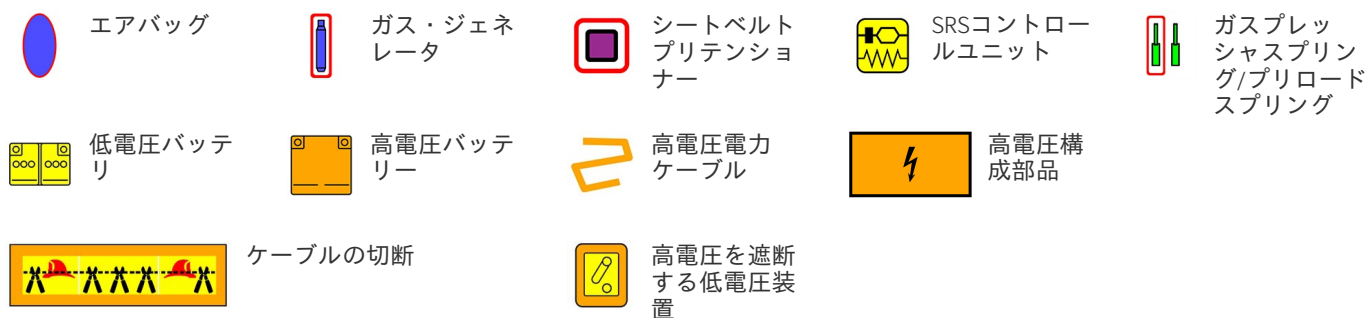 エアバッグ
ガス・ジェネ
レータ
シートベルト
プリテンショ
ナー
SRSコントロー
ルユニット
ガスプレッ
シャスプリン
グ/プリロード
スプリング
低電圧バッテ
リ
高電圧バッテ
リー
高電圧電力
ケーブル
高電圧構
成部品
ケーブルの切断
高電圧を遮断
する低電圧装
置